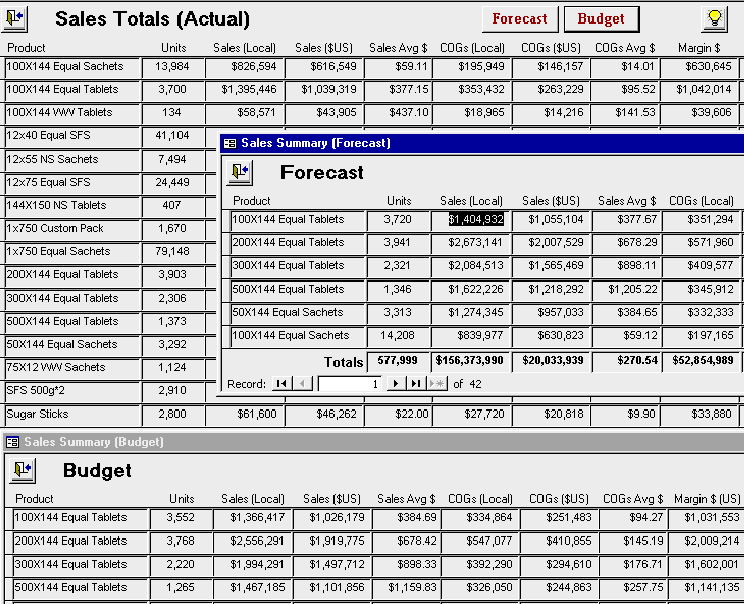 Sales Totals (Actual)
Forecast
Budget
Product Units Sales (Local) Sales ($US) Sales Avg $ COGs (Local) COGs ($US) COGs Avg $ Margin $
100X144 Equal Sachets 13,984 $826,594 $616,549 $59.11 $195,949 $146,157 $14.01 $630,645
100X144 Equal Tablets 3,700 $1,395,446 $1,039,319 $377.15 $353,432 $263,229 $95.52 $1,042,014
100X144 VWV Tablets 134 $58,571 $43,905 $437.10 $18,965 $14,216 $141.53 $39,606
12x40 Equal SFS 41,104
12x55 NS Sachets 7,494
12x75 Equal SFS 24,449
144X150 NS Tablets 407
1x750 Custom Pack 1,670
1x750 Equal Sachets 79,148
200X144 Equal Tablets 3,903
300X144 Equal Tablets 2,306
500X144 Equal Tablets 1,373
50X144 Equal Sachets 3,292
75X12 VWV Sachets 1,124
SFS 500g*2 2,910
Sugar Sticks 2,800 $61,600 $46,262 $22.00 $27,720 $20,818 $9.90 $33,880
Sales Summary (Forecast)
Forecast
Product Units Sales (Local) Sales ($US) Sales Avg $ COGs (Local)
100X144 Equal Tablets 3,720 $1,404,932 $1,055,104 $377.67 $351,294
200X144 Equal Tablets 3,941 $2,673,141 $2,007,529 $678.29 $571,960
300X144 Equal Tablets 2,321 $2,084,513 $1,565,469 $898.11 $409,577
500X144 Equal Tablets 1,346 $1,622,226 $1,218,292 $1,205.22 $345,912
50X144 Equal Sachets 3,313 $1,274,345 $957,033 $384.65 $332,333
100X144 Equal Sachets 14,208 $839,977 $630,823 $59.12 $197,165
Totals 577,999 $156,373,990 $20,033,939 $270.54 $52,854,989
Record: 1 of 42
Sales Summary (Budget)
Budget
Product Units Sales (Local) Sales ($US) Sales Avg $ COGs (Local) COGs ($US) COGs Avg $ Margin $ (US)
100X144 Equal Tablets 3,552 $1,366,417 $1,026,179 $384.69 $334,864 $251,483 $94.27 $1,031,553
200X144 Equal Tablets 3,768 $2,556,291 $1,919,775 $678.42 $547,077 $410,855 $145.19 $2,009,214
300X144 Equal Tablets 2,220 $1,994,291 $1,497,712 $898.33 $392,290 $294,610 $176.71 $1,602,001
500X144 Equal Tablets 1,265 $1,467,185 $1,101,856 $1,159.83 $326,050 $244,863 $257.75 $1,141,135